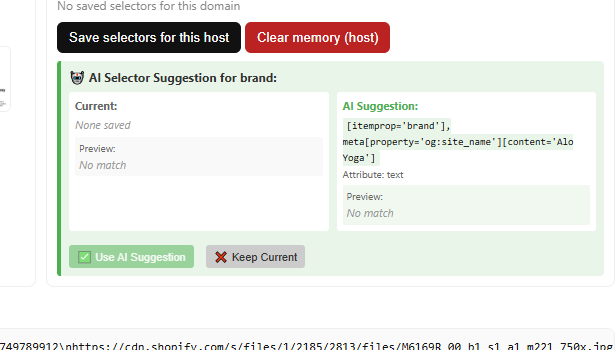 No saved selectors for this domain
Save selectors for this host Clear memory (host)
AI Selector Suggestion for brand:
Current:
None saved
Preview:
No match
AI Suggestion:
[itemprop='brand'],
meta[property='og:site_name'][content='Alo
Yoga']
Attribute: text
Preview:
No match
Use AI Suggestion Keep Current
749789912\nhttps://cdn.shopify.com/s/files/1/2185/2813/files/M6169R_00_b1_s1_a1_m221_750x.jpg